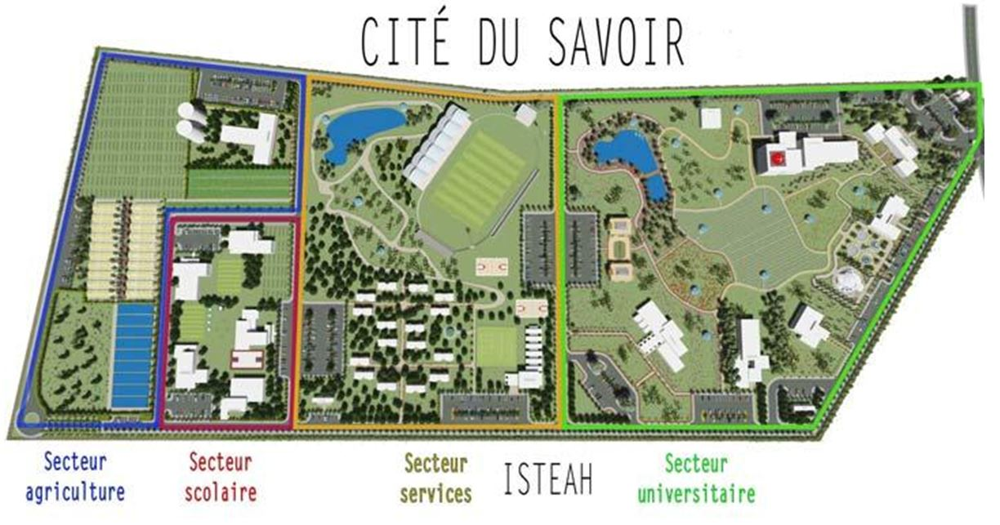 CITÉ DU SAVOIR
Secteur
agriculture
Secteur
scolaire
Secteur
services
ISTEAH
Secteur
universitaire